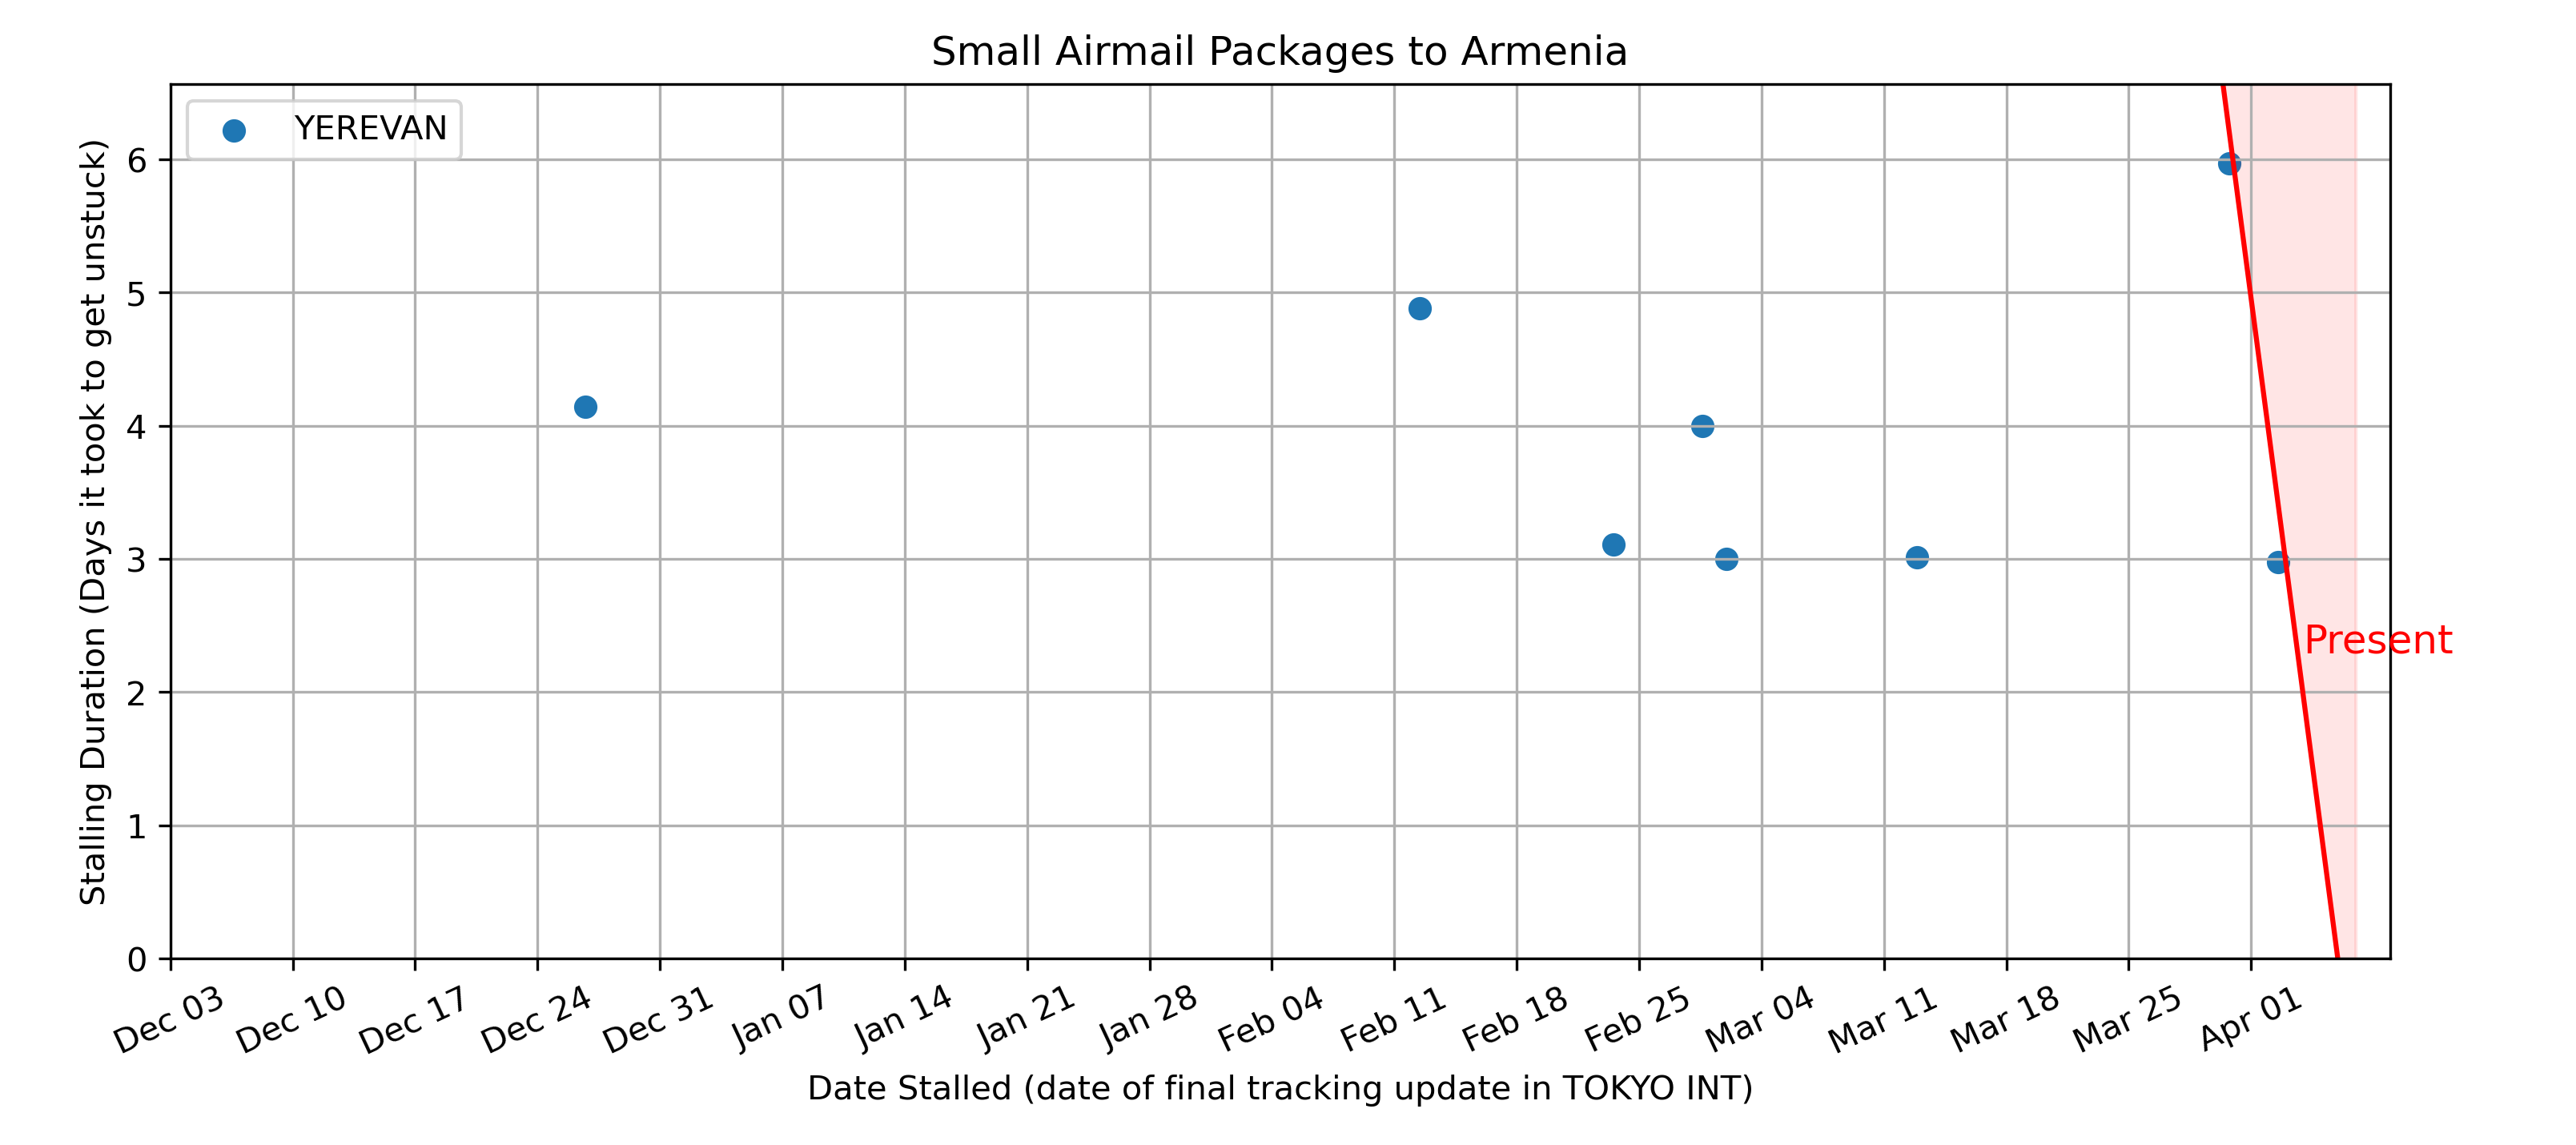 Small Airmail Packages to Armenia
YEREVAN
Stalling Duration (Days it took to get unstuck)
6
5
4
3
2
1
0
Present
Dec 03 Dec 10 Dec 17 Dec 24 Dec 31 Jan 07 Jan 14 Jan 21 Jan 28 Feb 04 Feb 11 Feb 18 Feb 25 Mar 04 Mar 11 Mar 18 Mar 25 Apr 01
Date Stalled (date of final tracking update in TOKYO INT)